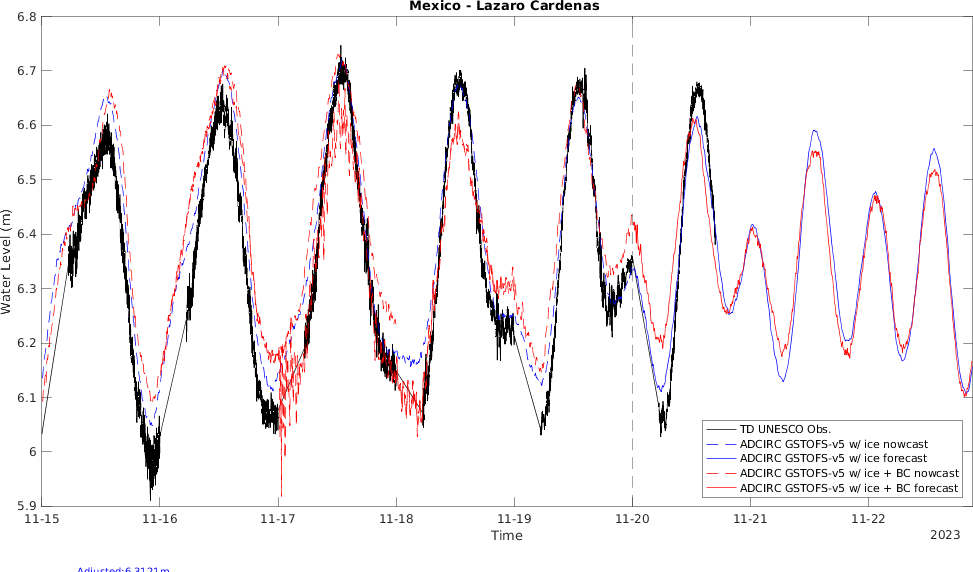 Mexico - Lazaro Cardenas
6.8
6.7
6.6
6.5
6.4
6.3
6.2
6.1
6
5.9
Water Level (m)
TD UNESCO Obs.
ADCIRC GSTOFS-v5 w/ ice nowcast
ADCIRC GSTOFS-v5 w/ ice forecast
ADCIRC GSTOFS-v5 w/ ice + BC nowcast
ADCIRC GSTOFS-v5 w/ ice + BC forecast
11-15
11-16
11-17
11-18
11-19
11-20
11-21
11-22
Time
2023
Adjusted:6.3121m